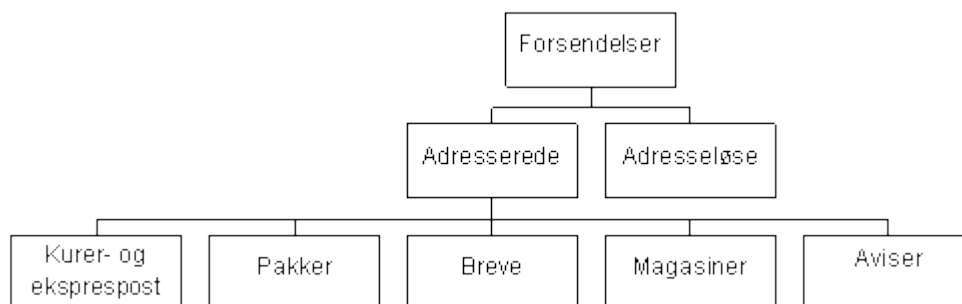 Forsendelser
Adresserede
Adresseløse
Kurer- og
eksprespost
Pakker
Breve
Magasiner
Aviser